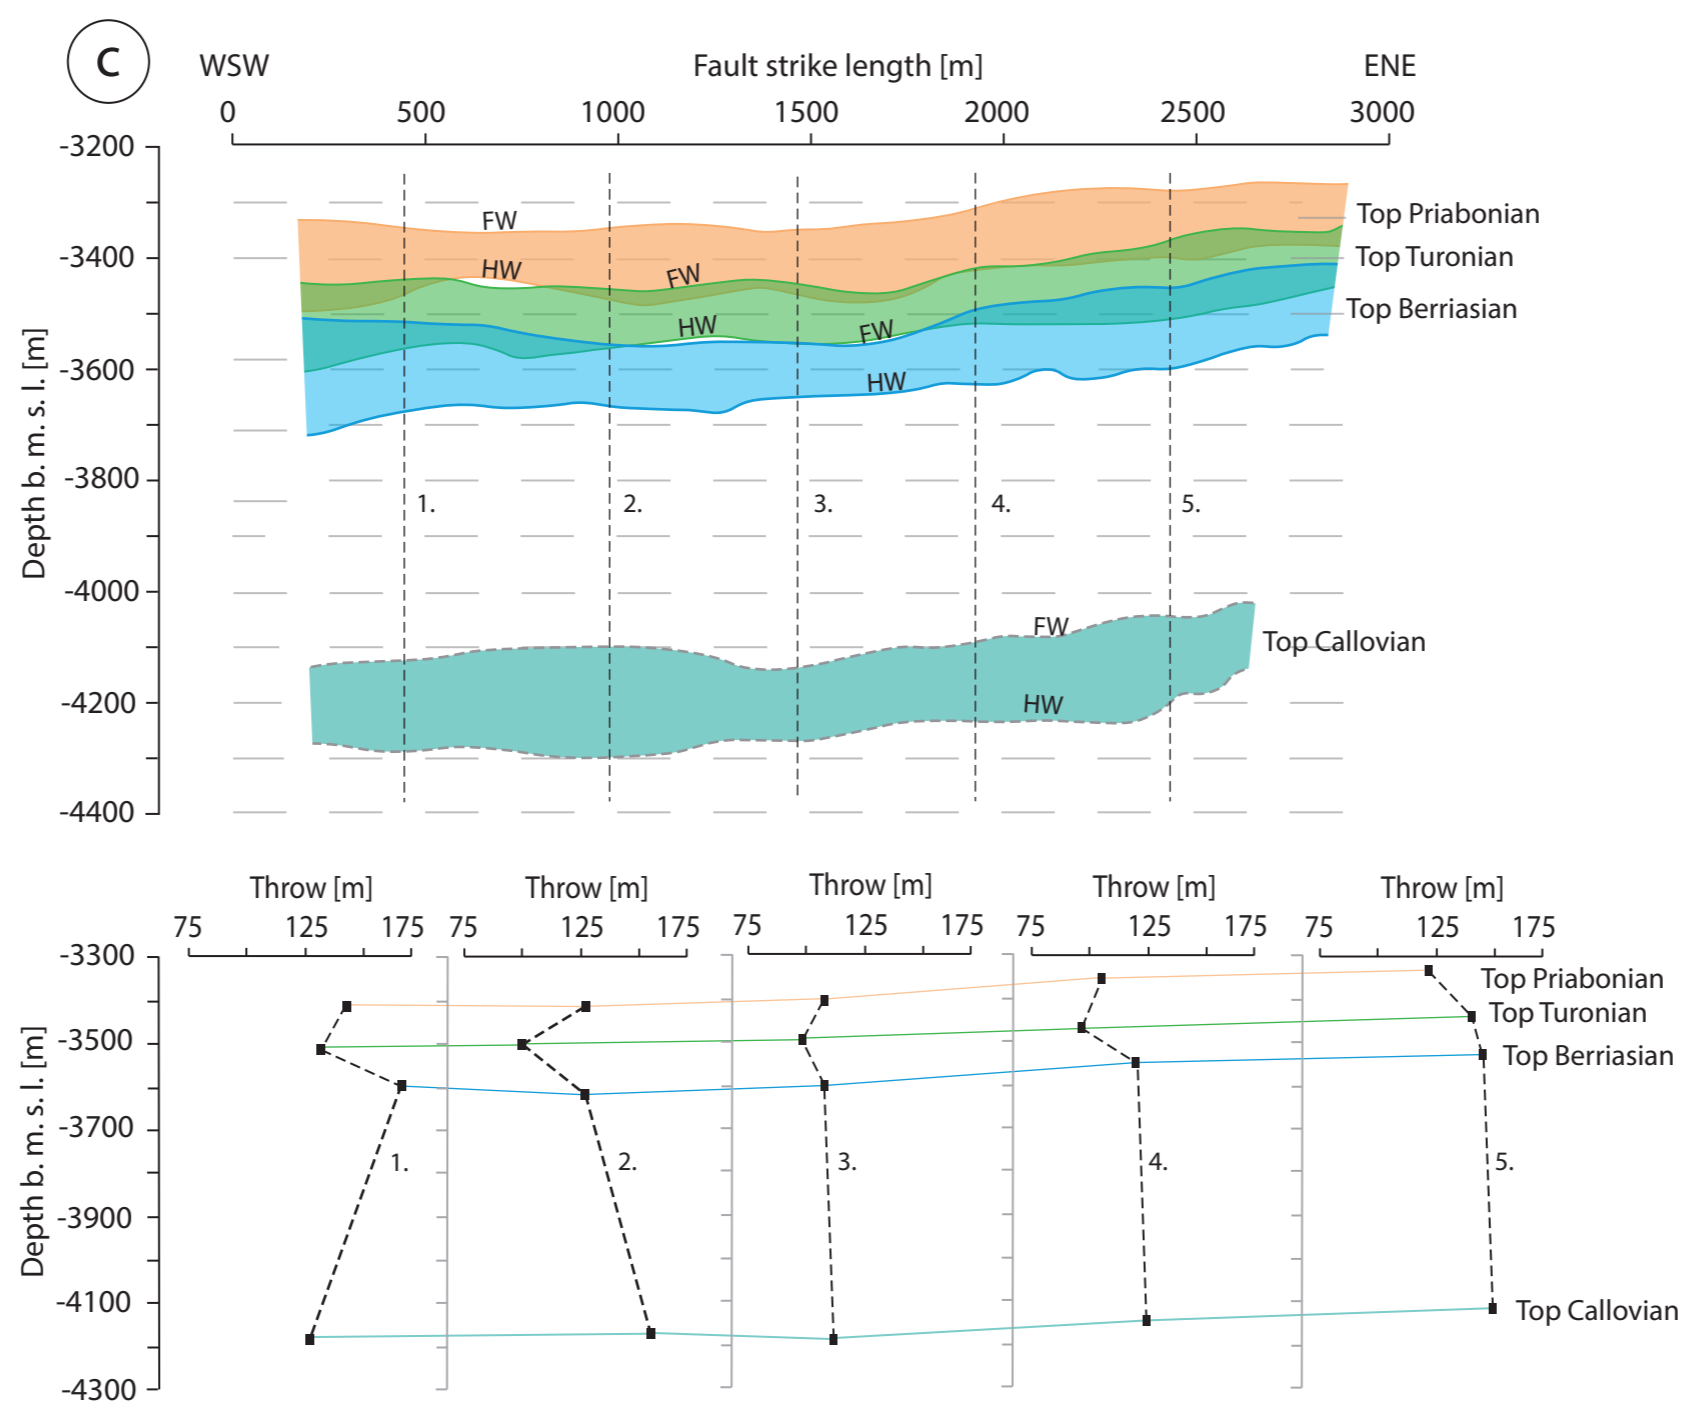 C
WSW Fault strike length [m] ENE
0 500 1000 1500 2000 2500 3000
-3200
-3400
-3600
-3800
-4000
-4200
-4400
Depth b. m. s. l. [m]
FW
HW
FW
HW
FW
HW
Top Priabonian
Top Turonian
Top Berriasian
1. 2. 3. 4. 5.
FW
HW
Top Callovian
Throw [m] Throw [m] Throw [m] Throw [m] Throw [m]
75 125 175 75 125 175 75 125 175 75 125 175 75 125 175
-3300
-3500
-3700
-3900
-4100
-4300
Depth b. m. s. l. [m]
Top Priabonian
Top Turonian
Top Berriasian
1. 2. 3. 4. 5.
Top Callovian